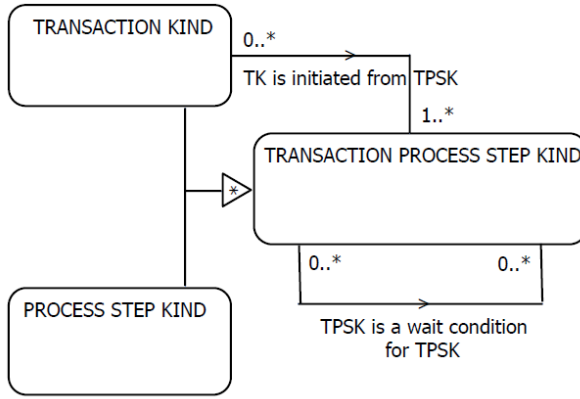 TRANSACTION KIND
0..*
TK is initiated from TPSK
1..*
TRANSACTION PROCESS STEP KIND
*
0..* 0..*
PROCESS STEP KIND
TPSK is a wait condition
for TPSK